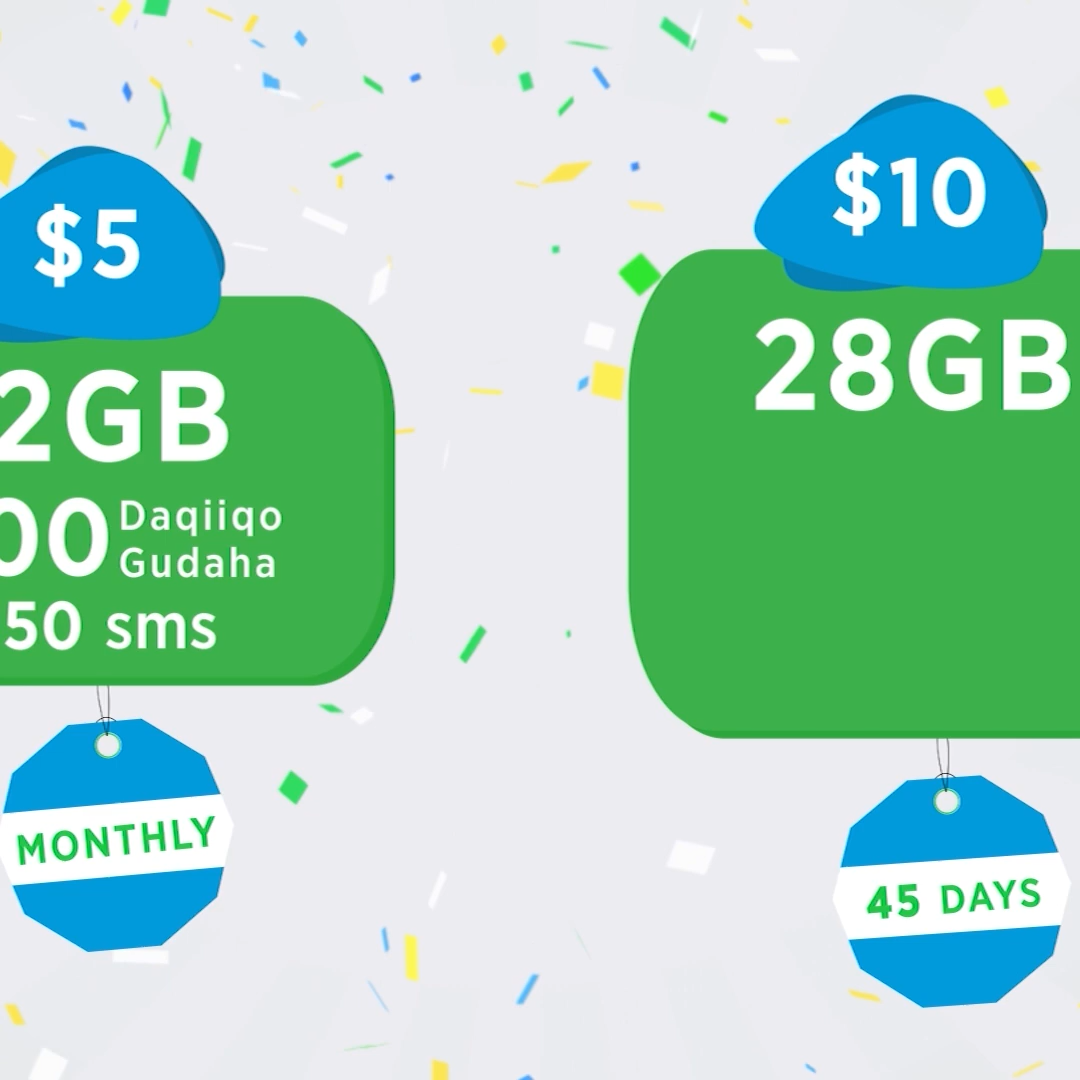 $5
2GB
00 Daqiiqo
Gudaha
50 sms
MONTHLY
$10
28GB
45 DAYS